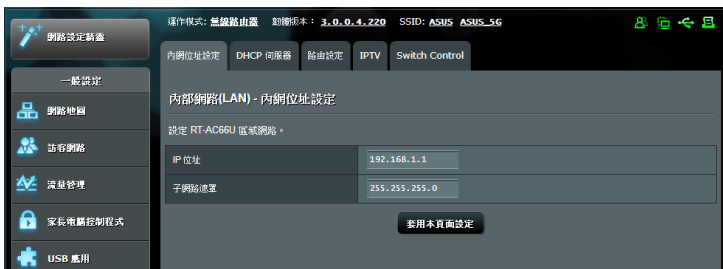 網路設定精靈
運作模式: 無線路由器 韌體版本: 3.0.0.4.220 SSID: ASUS ASUS_5G
內網位址設定 DHCP 伺服器 路由設定 IPTV Switch Control
一般設定
網路地圖
訪客網路
流量管理
家長電腦控制程式
USB 應用
內部網路(LAN) - 內網位址設定
設定 RT-AC66U 區域網路。
IP 位址 192.168.1.1
子網路遮罩 255.255.255.0
套用本頁面設定